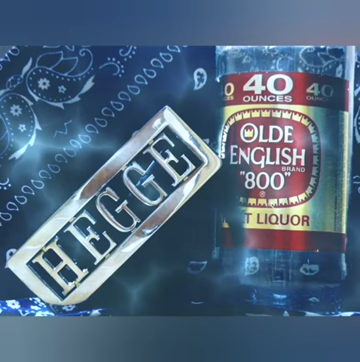 HEGGE
40
OUNCES
OLDE
ENGLISH
BRAND
"800"
T LIQUOR
40